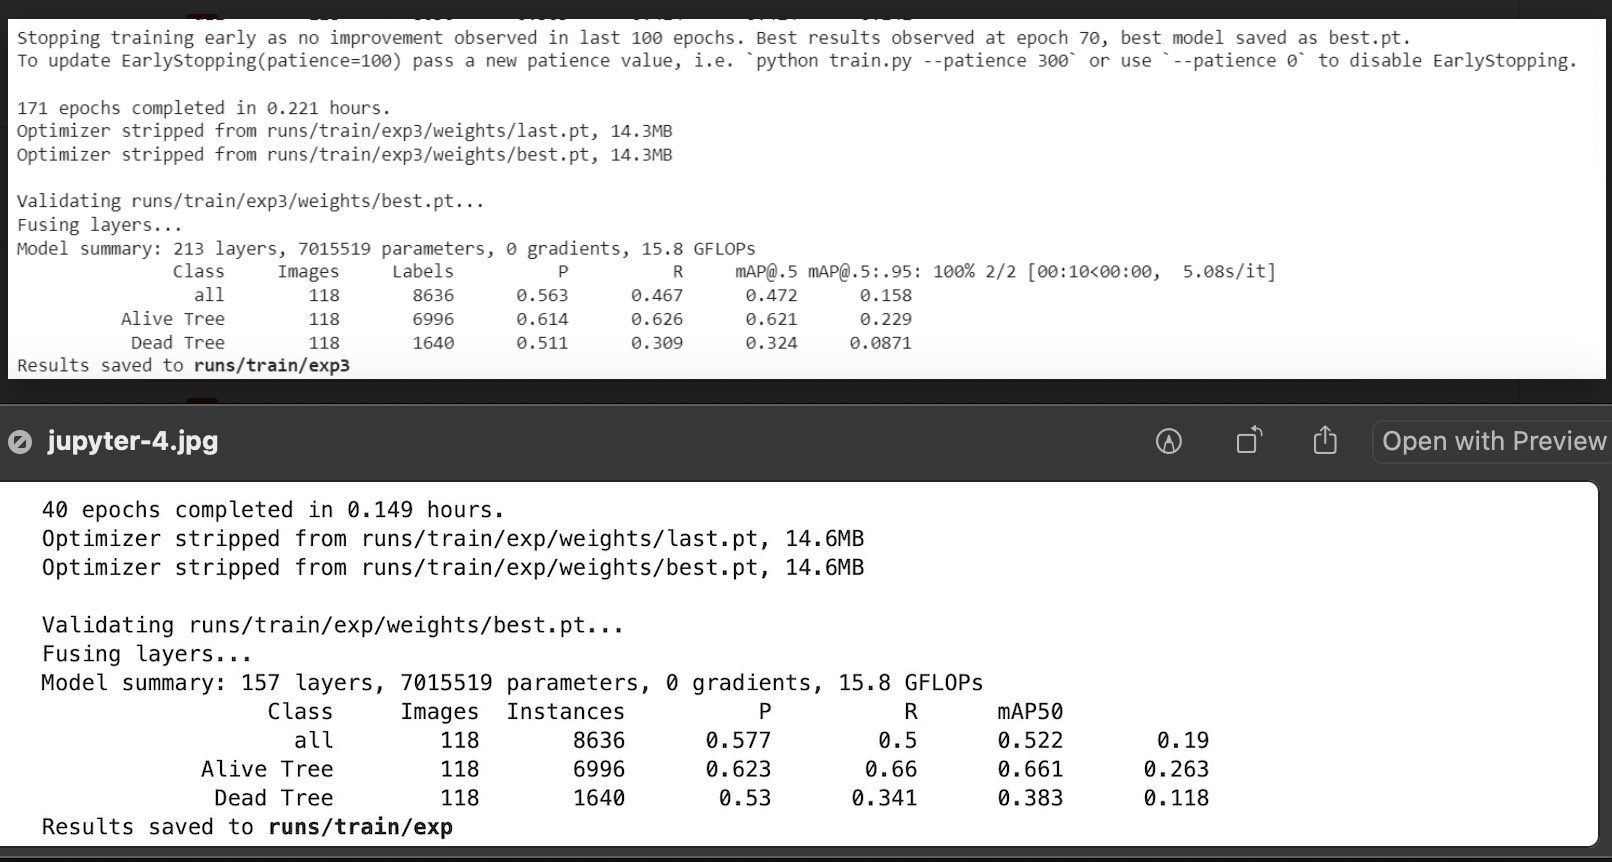 Stopping training early as no improvement observed in last 100 epochs. Best results observed at epoch 70, best model saved as best.pt.
To update EarlyStopping(patience=100) pass a new patience value, i.e. `python train.py --patience 300` or use `--patience 0` to disable EarlyStopping.
171 epochs completed in 0.221 hours.
Optimizer stripped from runs/train/exp3/weights/last.pt, 14.3MB
Optimizer stripped from runs/train/exp3/weights/best.pt, 14.3MB
Validating runs/train/exp3/weights/best.pt...
Fusing layers...
Model summary: 213 layers, 7015519 parameters, 0 gradients, 15.8 GFLOPs
Class Images Labels P R mAP@.5 mAP@.5:.95: 100% 2/2 [00:10<00:00, 5.08s/it]
all 118 8636 0.563 0.467 0.472 0.158
Alive Tree 118 6996 0.614 0.626 0.621 0.229
Dead Tree 118 1640 0.511 0.309 0.324 0.0871
Results saved to runs/train/exp3
jupyter-4.jpg Open with Preview
40 epochs completed in 0.149 hours.
Optimizer stripped from runs/train/exp/weights/last.pt, 14.6MB
Optimizer stripped from runs/train/exp/weights/best.pt, 14.6MB
Validating runs/train/exp/weights/best.pt...
Fusing layers...
Model summary: 157 layers, 7015519 parameters, 0 gradients, 15.8 GFLOPs
Class Images Instances P R mAP50
all 118 8636 0.577 0.5 0.522 0.19
Alive Tree 118 6996 0.623 0.66 0.661 0.263
Dead Tree 118 1640 0.53 0.341 0.383 0.118
Results saved to runs/train/exp